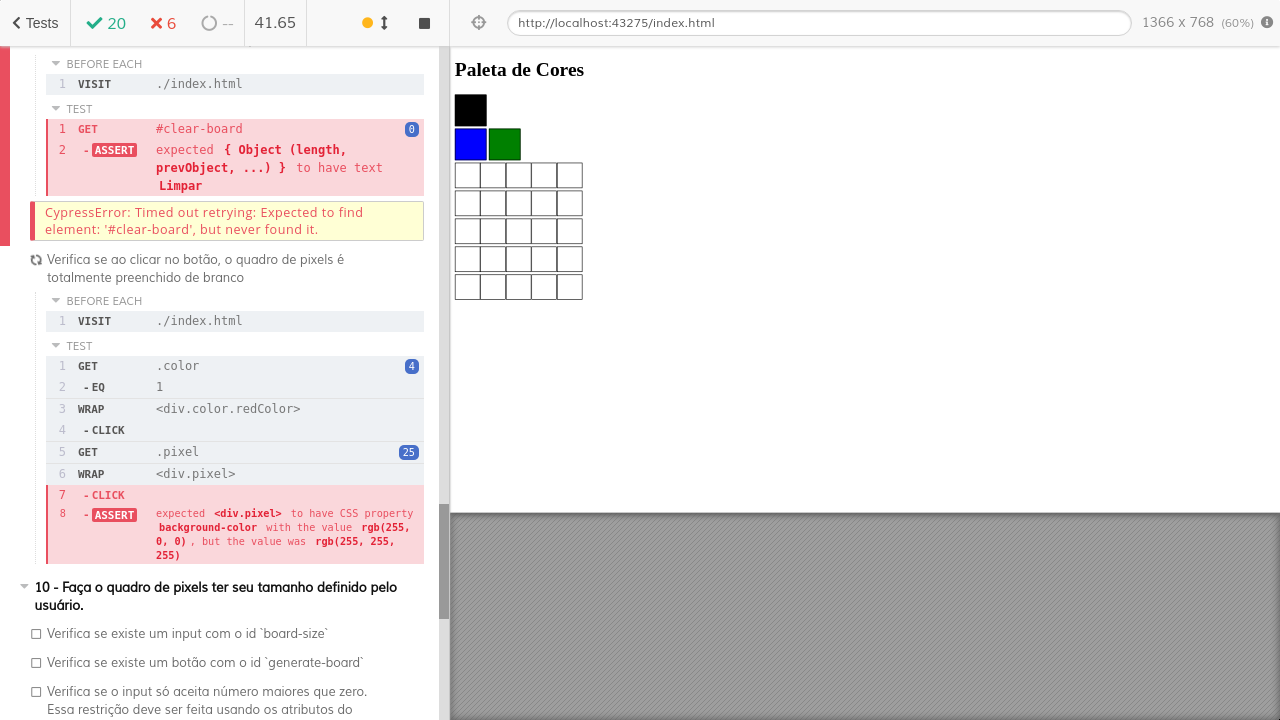 Tests
20
6
--
41.65
http://localhost:43275/index.html
1366 x 768 (60%)
BEFORE EACH
1 VISIT ./index.html
TEST
1 GET #clear-board 0
2 - ASSERT expected { Object (length,
prevObject, ...) } to have text
Limpar
CypressError: Timed out retrying: Expected to find
element: '#clear-board', but never found it.
Verifica se ao clicar no botão, o quadro de pixels é
totalmente preenchido de branco
BEFORE EACH
1 VISIT ./index.html
TEST
1 GET .color 4
2 - EQ 1
3 WRAP <div.color.redColor>
4 - CLICK
5 GET .pixel 25
6 WRAP <div.pixel>
7 - CLICK
8 - ASSERT expected <div.pixel> to have CSS property
background-color with the value rgb(255,
0, 0) , but the value was rgb(255, 255,
255)
10 - Faça o quadro de pixels ter seu tamanho definido pelo
usuário.
Verifica se existe um input com o id `board-size`
Verifica se existe um botão com o id `generate-board`
Verifica se o input só aceita número maiores que zero.
Essa restrição deve ser feita usando os atributos do
Paleta de Cores